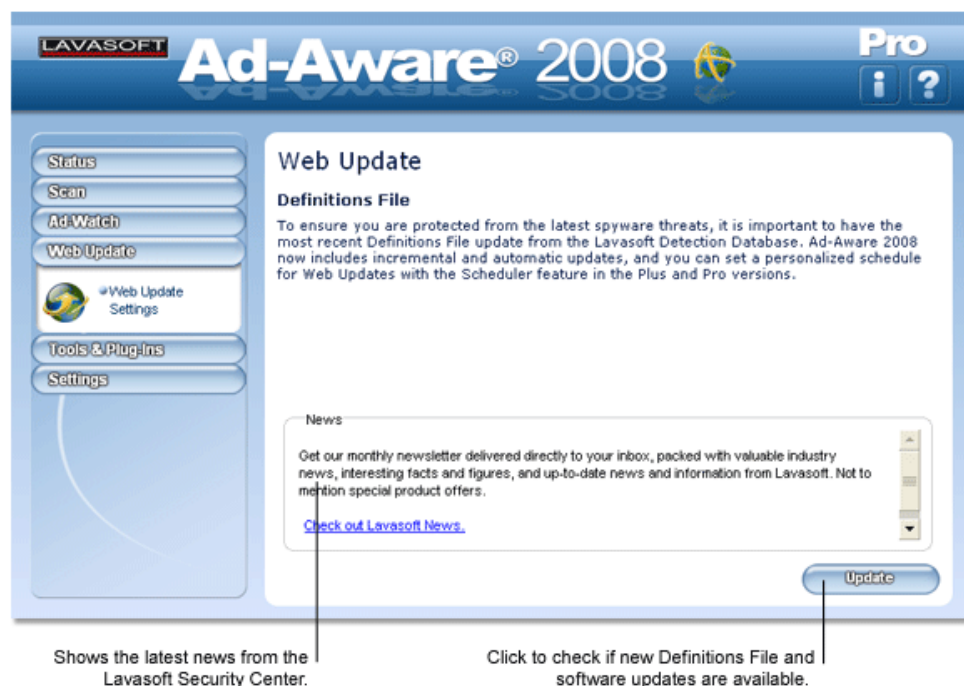 LAVASOFT
Ad-Aware® 2008
Pro
i ?
Status
Scan
Ad-Watch
Web Update
Web Update
Settings
Tools & Plug-Ins
Settings
Web Update
Definitions File
To ensure you are protected from the latest spyware threats, it is important to have the
most recent Definitions File update from the Lavasoft Detection Database. Ad-Aware 2008
now includes incremental and automatic updates, and you can set a personalized schedule
for Web Updates with the Scheduler feature in the Plus and Pro versions.
News
Get our monthly newsletter delivered directly to your inbox, packed with valuable industry
news, interesting facts and figures, and up-to-date news and information from Lavasoft. Not to
mention special product offers.
Check out Lavasoft News.
Update
Shows the latest news from the
Lavasoft Security Center.
Click to check if new Definitions File and
software updates are available.